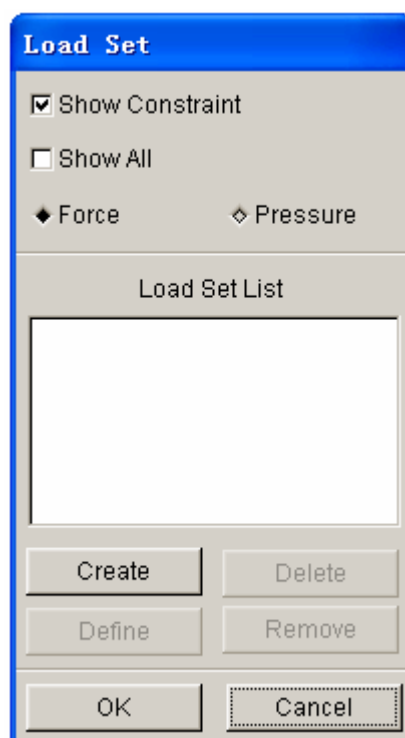 Load Set
Show Constraint
Show All
Force Pressure
Load Set List
Create Delete
Define Remove
OK Cancel